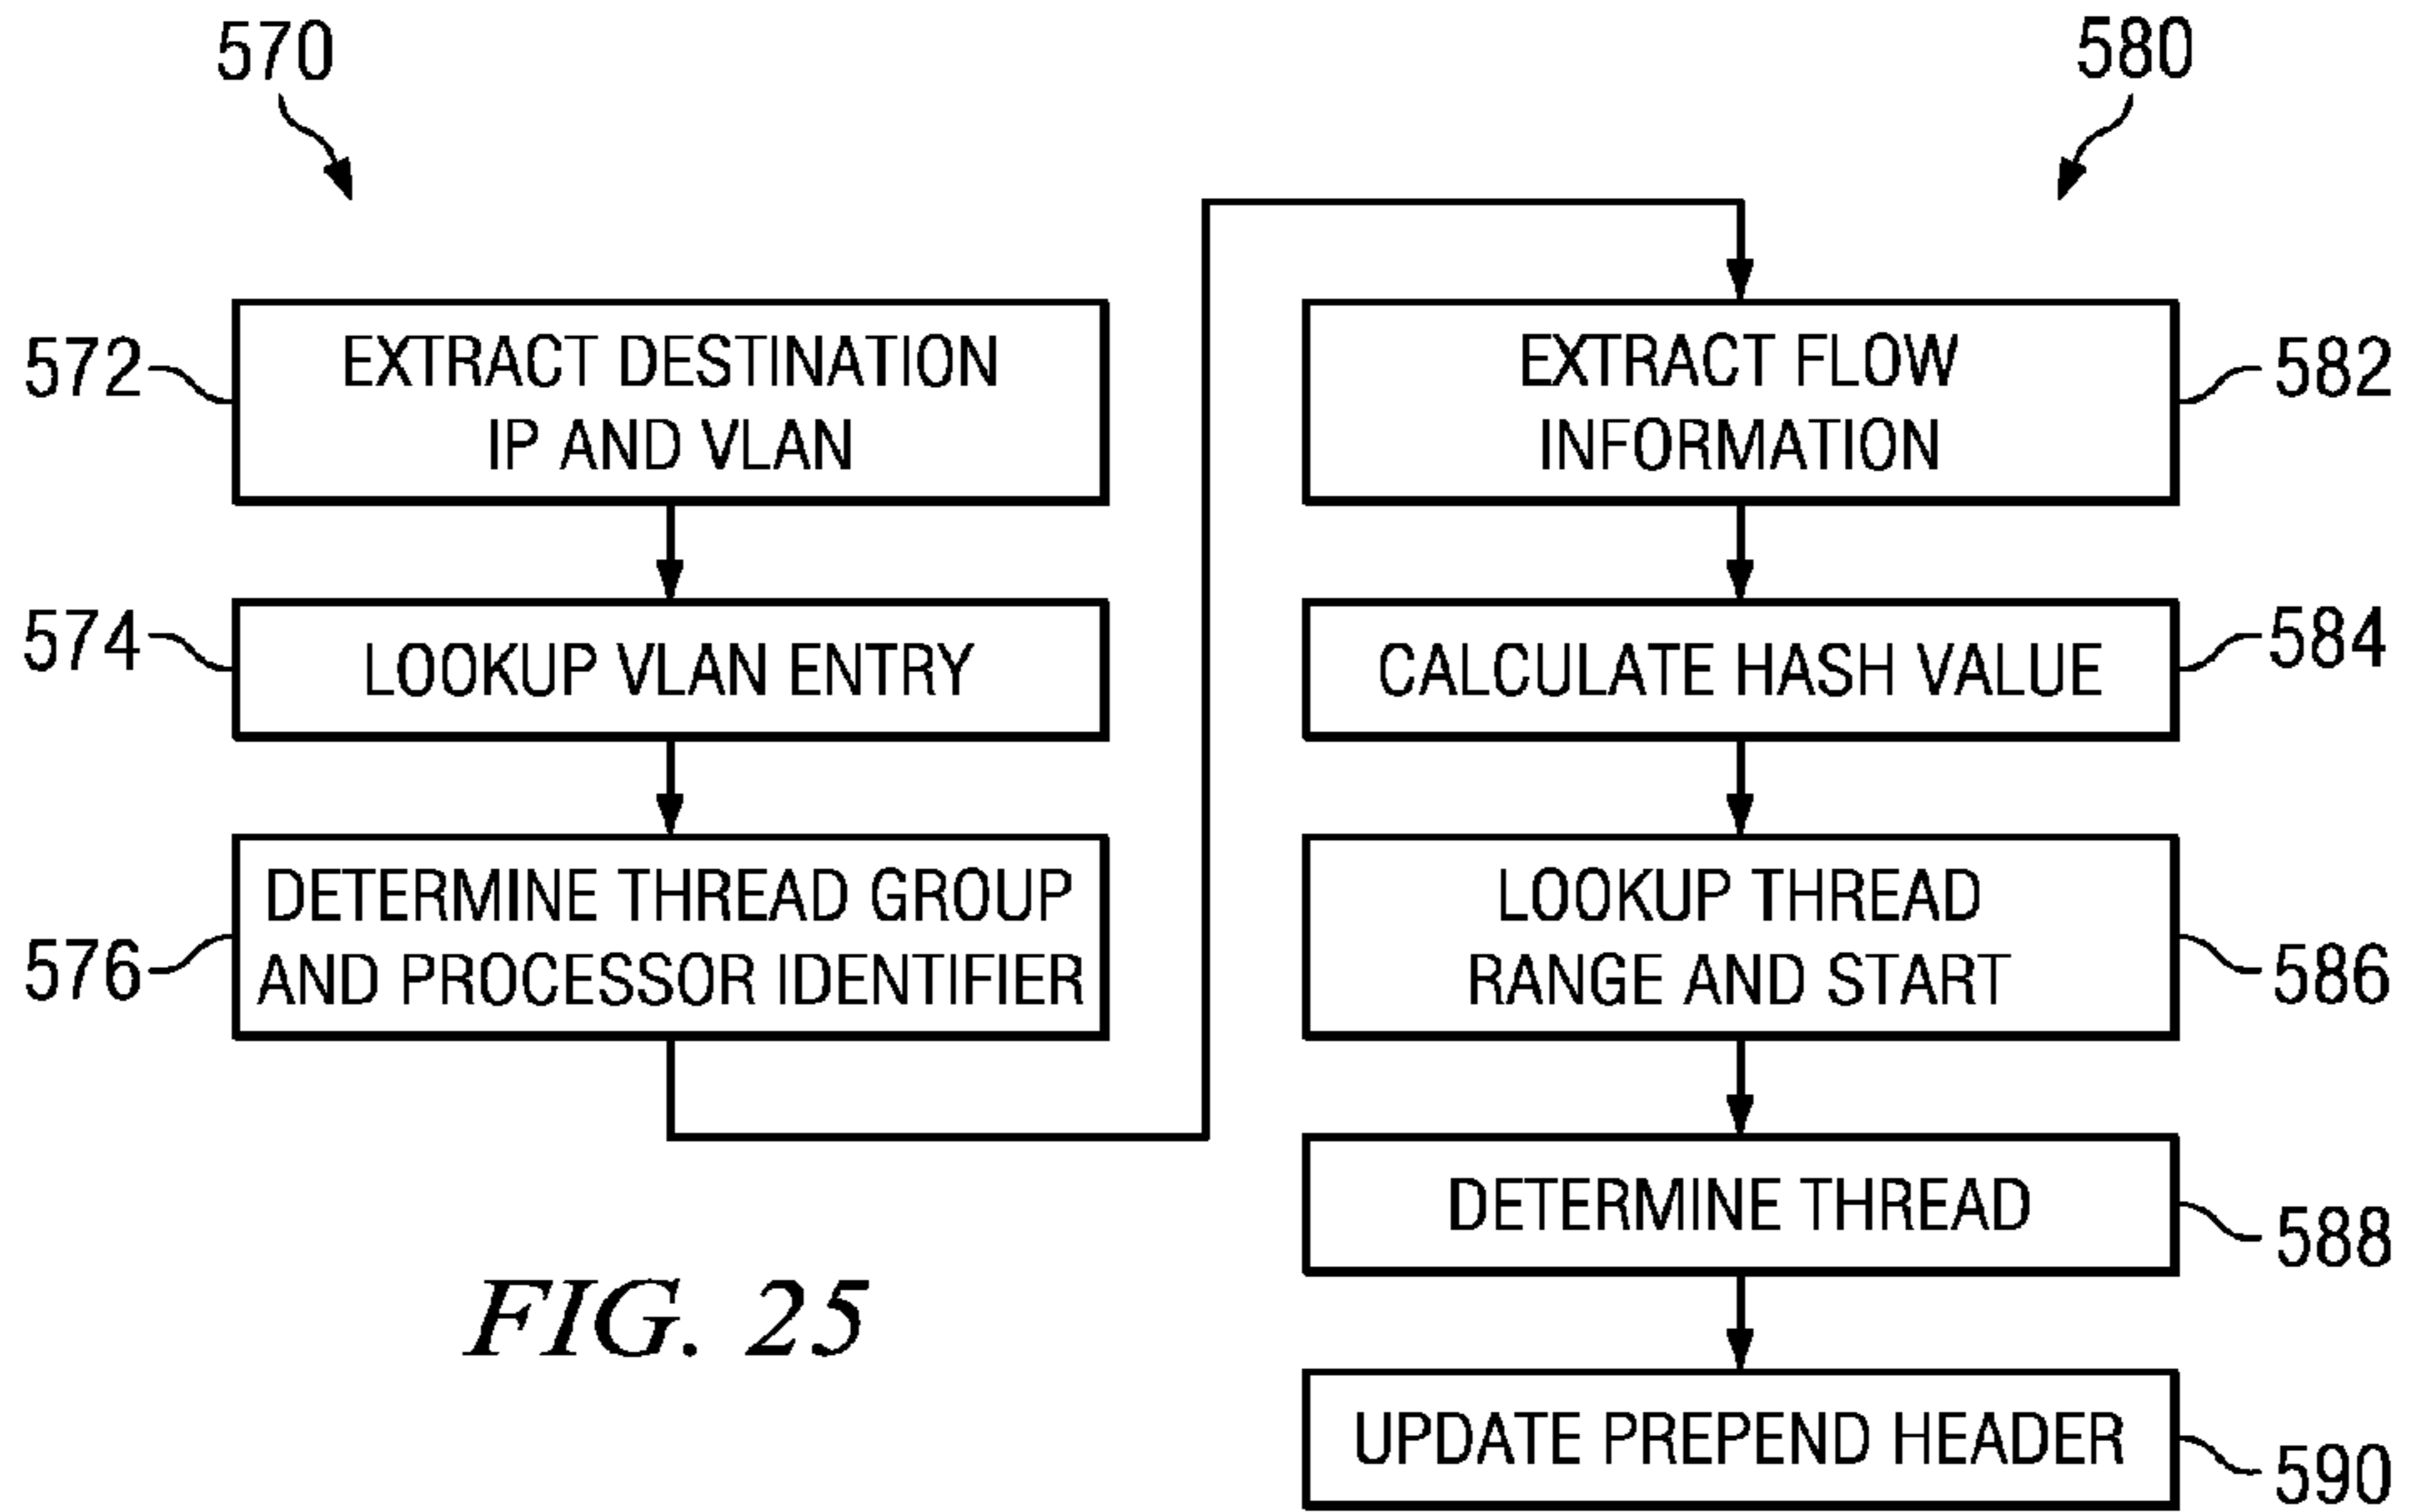 570
572
EXTRACT DESTINATION
IP AND VLAN
574
LOOKUP VLAN ENTRY
576
DETERMINE THREAD GROUP
AND PROCESSOR IDENTIFIER
580
EXTRACT FLOW
INFORMATION
582
CALCULATE HASH VALUE
584
LOOKUP THREAD
RANGE AND START
586
DETERMINE THREAD
588
UPDATE PREPEND HEADER
590
FIG. 25